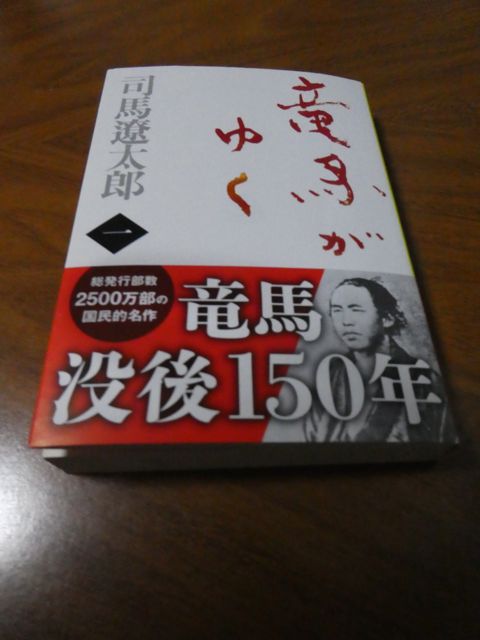 竜馬が
ゆく
司馬遼太郎
一
総発行部数
2500万部の
国民的名作
竜馬
没後150年